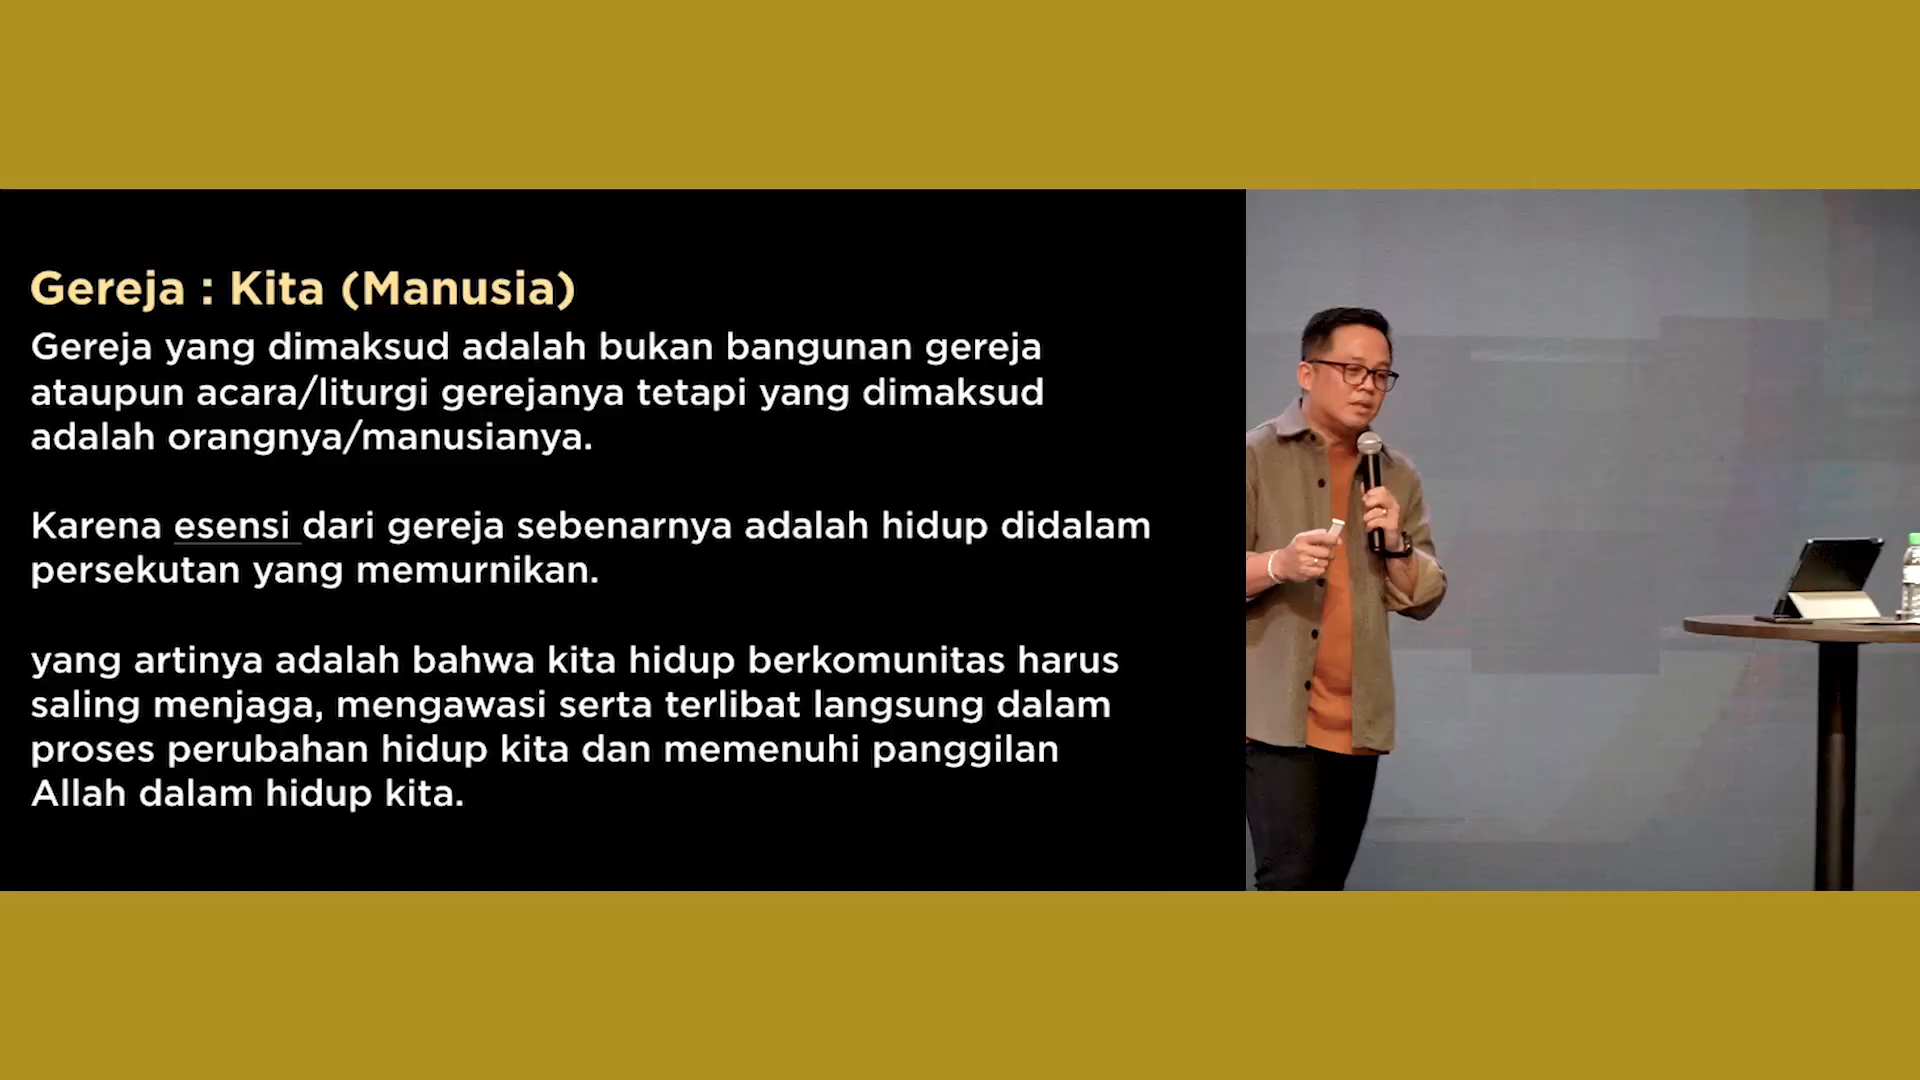 Gereja : Kita (Manusia)
Gereja yang dimaksud adalah bukan bangunan gereja
ataupun acara/liturgi gerejanya tetapi yang dimaksud
adalah orangnya/manusianya.
Karena esensi dari gereja sebenarnya adalah hidup didalam
persekutan yang memurnikan.
yang artinya adalah bahwa kita hidup berkomunitas harus
saling menjaga, mengawasi serta terlibat langsung dalam
proses perubahan hidup kita dan memenuhi panggilan
Allah dalam hidup kita.